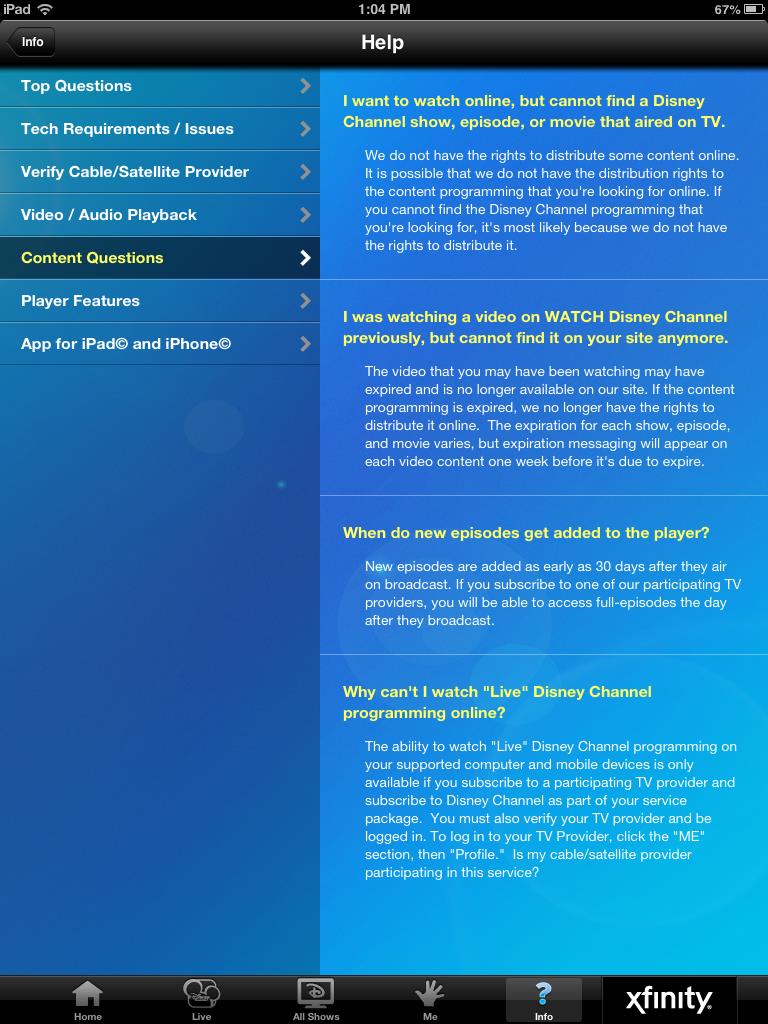 iPad
1:04 PM
67%
Info
Help
Top Questions
Tech Requirements / Issues
Verify Cable/Satellite Provider
Video / Audio Playback
Content Questions
Player Features
App for iPad© and iPhone©
I want to watch online, but cannot find a Disney
Channel show, episode, or movie that aired on TV.
We do not have the rights to distribute some content online.
It is possible that we do not have the distribution rights to
the content programming that you're looking for online. If
you cannot find the Disney Channel programming that
you're looking for, it's most likely because we do not have
the rights to distribute it.
I was watching a video on WATCH Disney Channel
previously, but cannot find it on your site anymore.
The video that you may have been watching may have
expired and is no longer available on our site. If the content
programming is expired, we no longer have the rights to
distribute it online.  The expiration for each show, episode,
and movie varies, but expiration messaging will appear on
each video content one week before it's due to expire.
When do new episodes get added to the player?
New episodes are added as early as 30 days after they air
on broadcast. If you subscribe to one of our participating TV
providers, you will be able to access full-episodes the day
after they broadcast.
Why can't I watch "Live" Disney Channel
programming online?
The ability to watch "Live" Disney Channel programming on
your supported computer and mobile devices is only
available if you subscribe to a participating TV provider and
subscribe to Disney Channel as part of your service
package.  You must also verify your TV provider and be
logged in. To log in to your TV Provider, click the "ME"
section, then "Profile."  Is my cable/satellite provider
participating in this service?
Home
Live
All Shows
Me
?
Info
xfinity